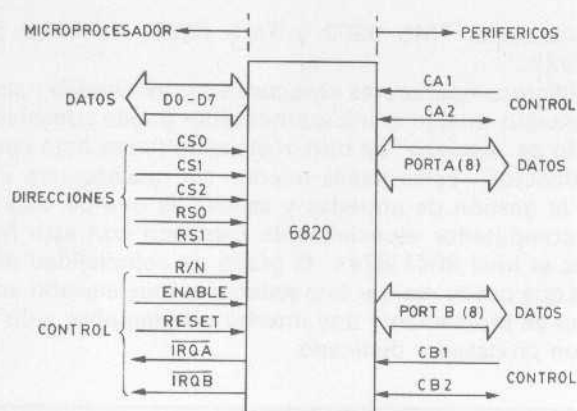 MICROPROCESADOR
PERIFERICOS
DATOS
D0-D7
CS0
CS1
CS2
DIRECCIONES
RS0
RS1
R/N
ENABLE
CONTROL
RESET
IRQA
IRQB
6820
CA1
CA2
CONTROL
PORTA (8)
DATOS
PORT B (8)
DATOS
CB1
CB2
CONTROL